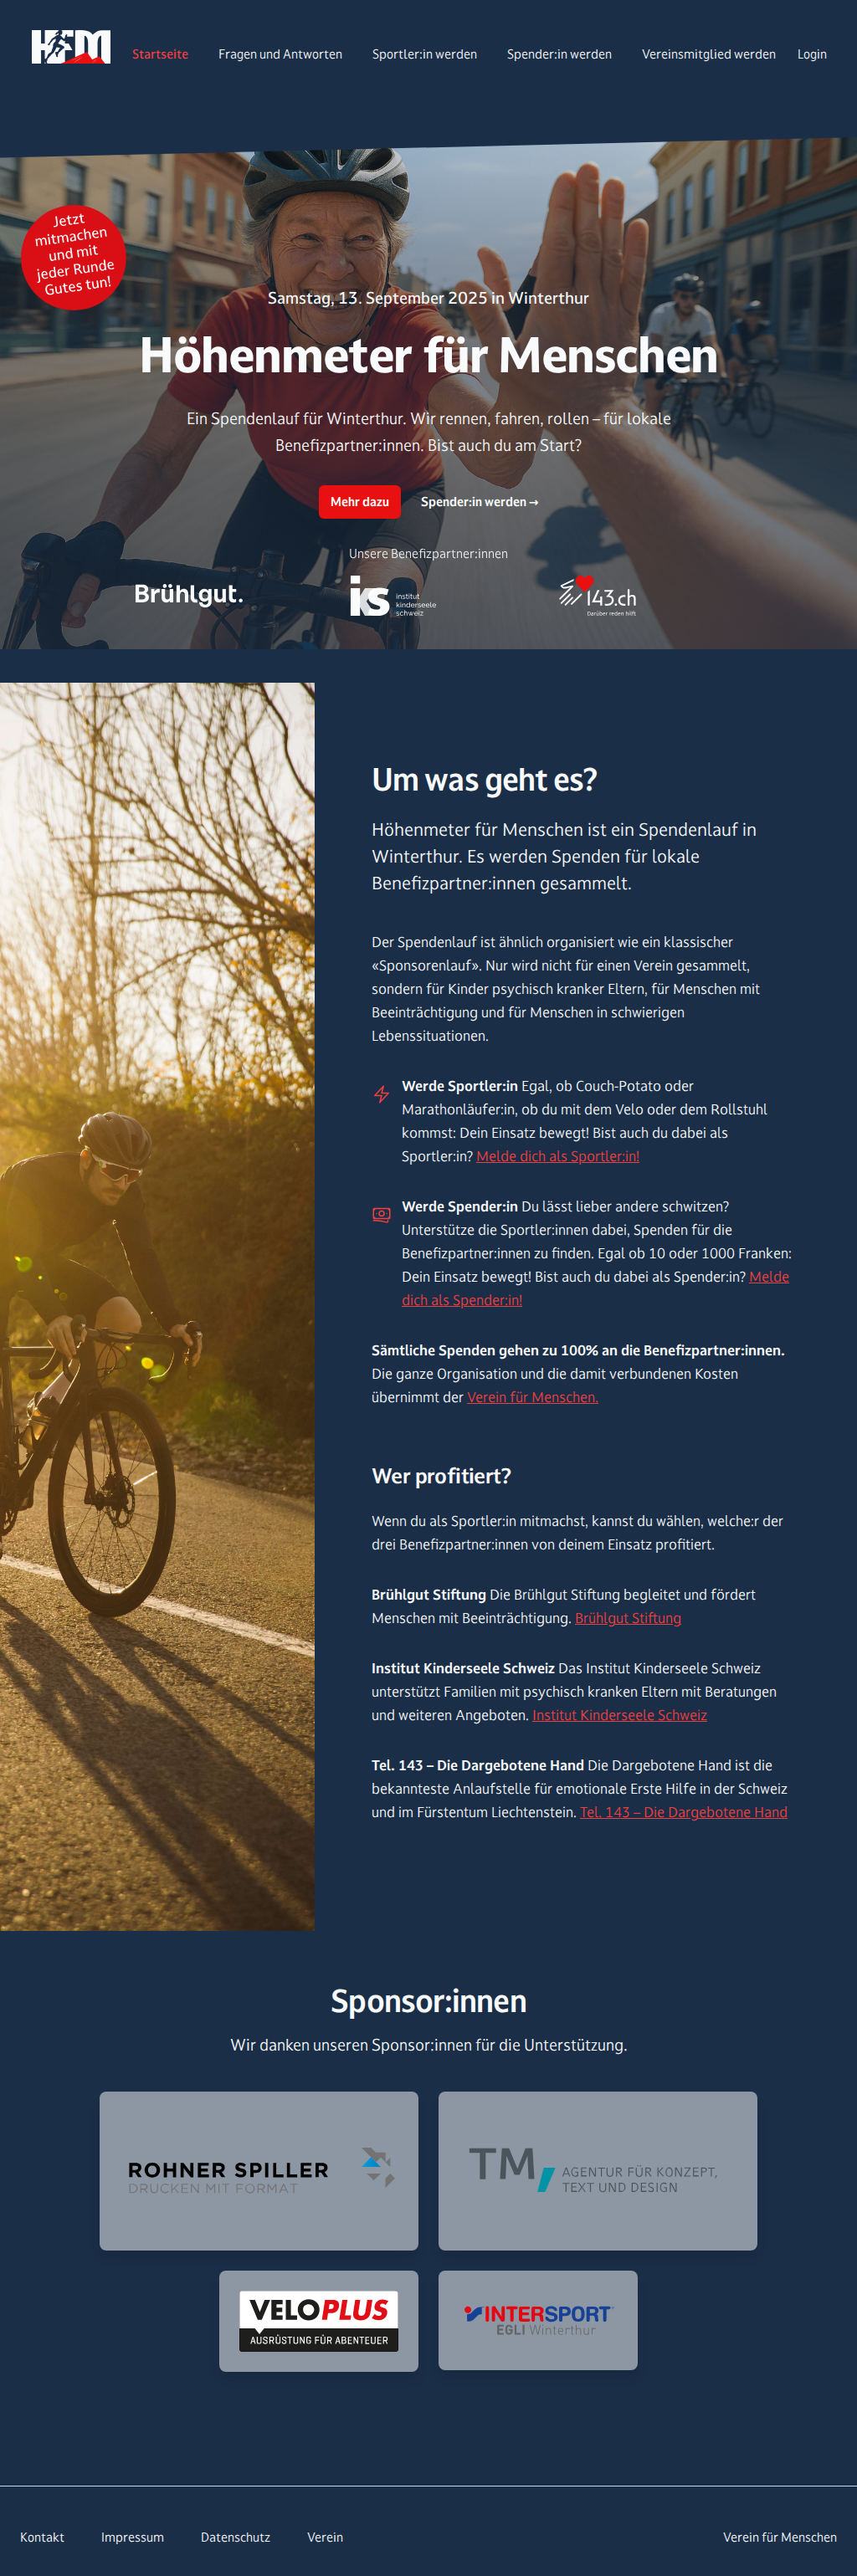 HFM
Startseite
Fragen und Antworten
Sportler:in werden
Spender:in werden
Vereinsmitglied werden
Login
Jetzt
mitmachen
und mit
jeder Runde
Gutes tun!
Samstag, 13. September 2025 in Winterthur
Höhenmeter für Menschen
Ein Spendenlauf für Winterthur. Wir rennen, fahren, rollen – für lokale
Benefizpartner:innen. Bist auch du am Start?
Mehr dazu
Spender:in werden →
Unsere Benefizpartner:innen
Brühlgut.
iks
institut
kinderseele
schweiz
143.ch
Darüber reden hilft
Um was geht es?
Höhenmeter für Menschen ist ein Spendenlauf in
Winterthur. Es werden Spenden für lokale
Benefizpartner:innen gesammelt.
Der Spendenlauf ist ähnlich organisiert wie ein klassischer
«Sponsorenlauf». Nur wird nicht für einen Verein gesammelt,
sondern für Kinder psychisch kranker Eltern, für Menschen mit
Beeinträchtigung und für Menschen in schwierigen
Lebenssituationen.
Werde Sportler:in Egal, ob Couch-Potato oder
Marathonläufer:in, ob du mit dem Velo oder dem Rollstuhl
kommst: Dein Einsatz bewegt! Bist auch du dabei als
Sportler:in? Melde dich als Sportler:in!
Werde Spender:in Du lässt lieber andere schwitzen?
Unterstütze die Sportler:innen dabei, Spenden für die
Benefizpartner:innen zu finden. Egal ob 10 oder 1000 Franken:
Dein Einsatz bewegt! Bist auch du dabei als Spender:in? Melde
dich als Spender:in!
Sämtliche Spenden gehen zu 100% an die Benefizpartner:innen.
Die ganze Organisation und die damit verbundenen Kosten
übernimmt der Verein für Menschen.
Wer profitiert?
Wenn du als Sportler:in mitmachst, kannst du wählen, welche:r der
drei Benefizpartner:innen von deinem Einsatz profitiert.
Brühlgut Stiftung Die Brühlgut Stiftung begleitet und fördert
Menschen mit Beeinträchtigung. Brühlgut Stiftung
Institut Kinderseele Schweiz Das Institut Kinderseele Schweiz
unterstützt Familien mit psychisch kranken Eltern mit Beratungen
und weiteren Angeboten. Institut Kinderseele Schweiz
Tel. 143 – Die Dargebotene Hand Die Dargebotene Hand ist die
bekannteste Anlaufstelle für emotionale Erste Hilfe in der Schweiz
und im Fürstentum Liechtenstein. Tel. 143 – Die Dargebotene Hand
Sponsor:innen
Wir danken unseren Sponsor:innen für die Unterstützung.
ROHNER SPILLER
DRUCKEN MIT FORMAT
TM,
AGENTUR FÜR KONZEPT,
TEXT UND DESIGN
VELOPLUS
AUSRÜSTUNG FÜR ABENTEUER
INTERSPORT
EGLI Winterthur
Kontakt
Impressum
Datenschutz
Verein
Verein für Menschen